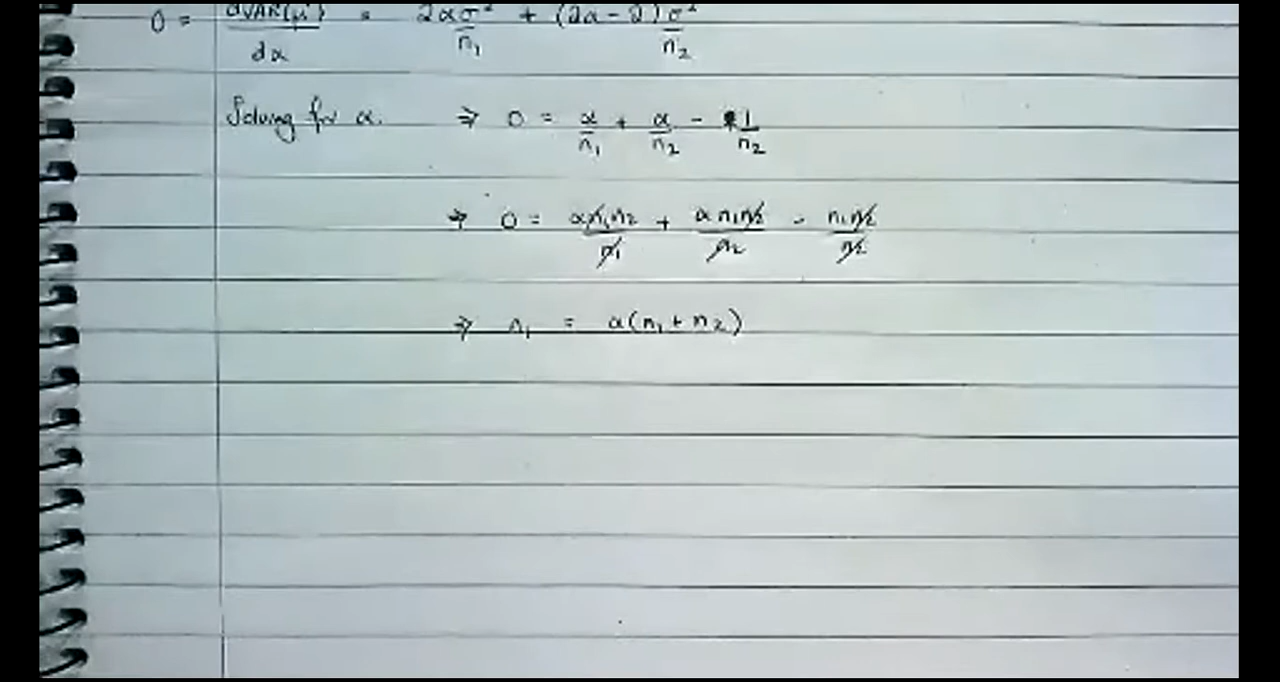 0 = dVAR(μ̂)/dα = 2ασ²/n₁ + (2α - 2)σ²/n₂
Solving for α. ⇒ 0 = α/n₁ + α/n₂ - 1/n₂
⇒ 0 = αn₁n₂/n₁ + αn₁n₂/n₂ - n₁n₂/n₂
⇒ n₁ = α(n₁ + n₂)